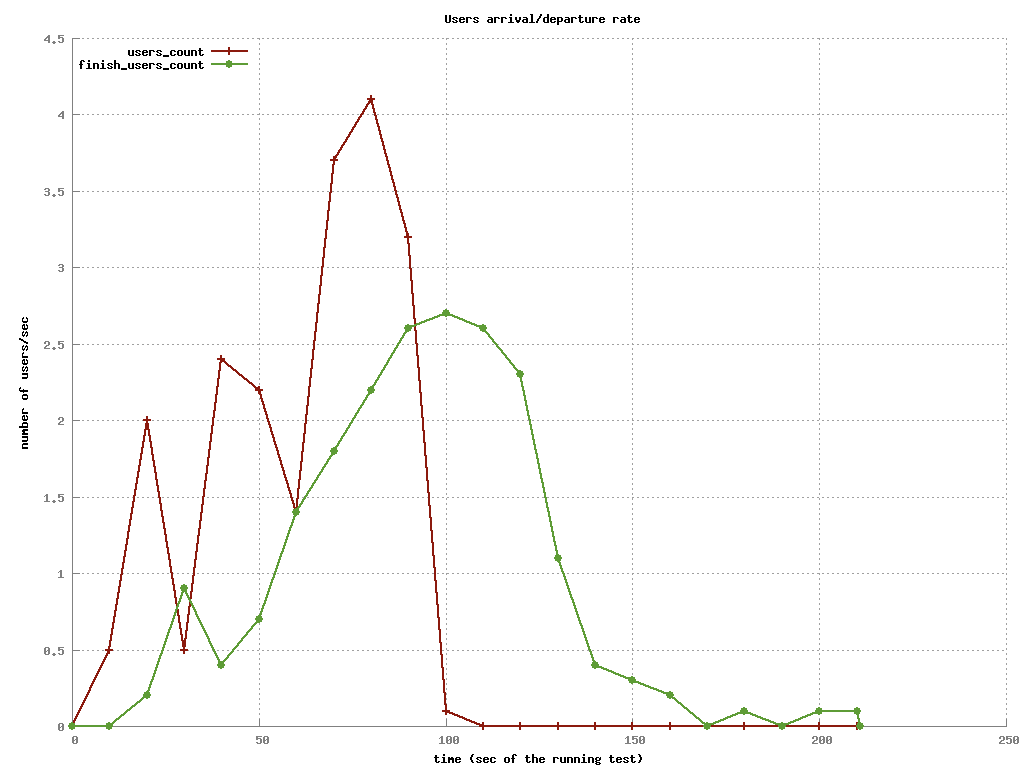 Users arrival/departure rate
4.5
users_count
finish_users_count
4
3.5
3
2.5
number of users/sec
2
1.5
1
0.5
0
0 50 100 150 200 250
time (sec of the running test)